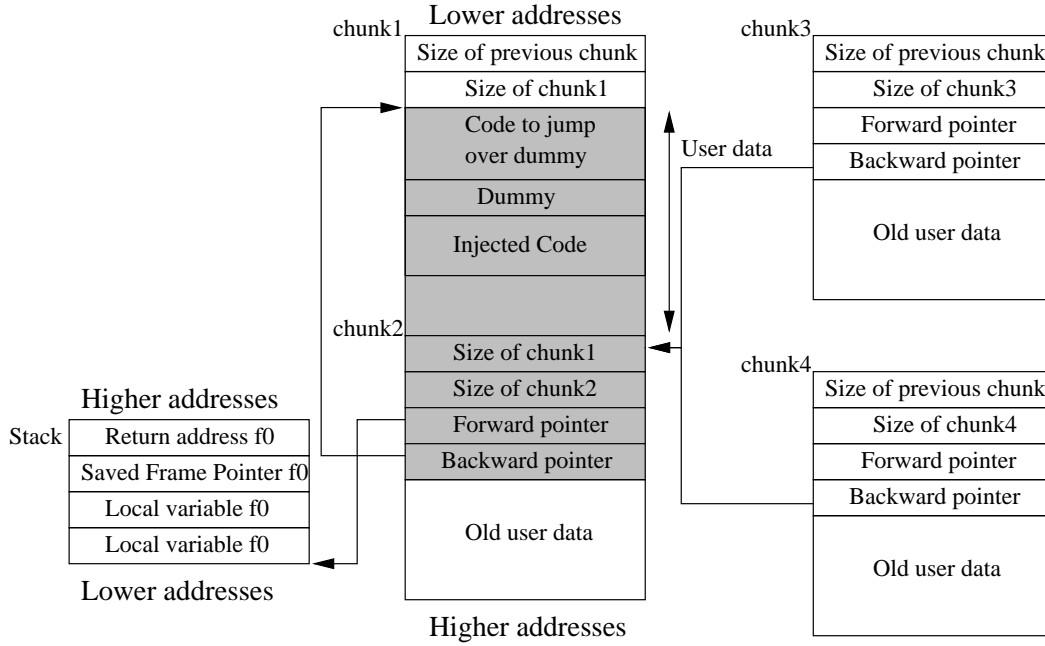 Lower addresses
chunk1
Size of previous chunk
Size of chunk1
Code to jump
over dummy
Dummy
Injected Code
User data
chunk2
Size of chunk1
Size of chunk2
Forward pointer
Backward pointer
Old user data
Higher addresses
chunk3
Size of previous chunk
Size of chunk3
Forward pointer
Backward pointer
Old user data
chunk4
Size of previous chunk
Size of chunk4
Forward pointer
Backward pointer
Old user data
Higher addresses
Stack
Return address f0
Saved Frame Pointer f0
Local variable f0
Local variable f0
Lower addresses